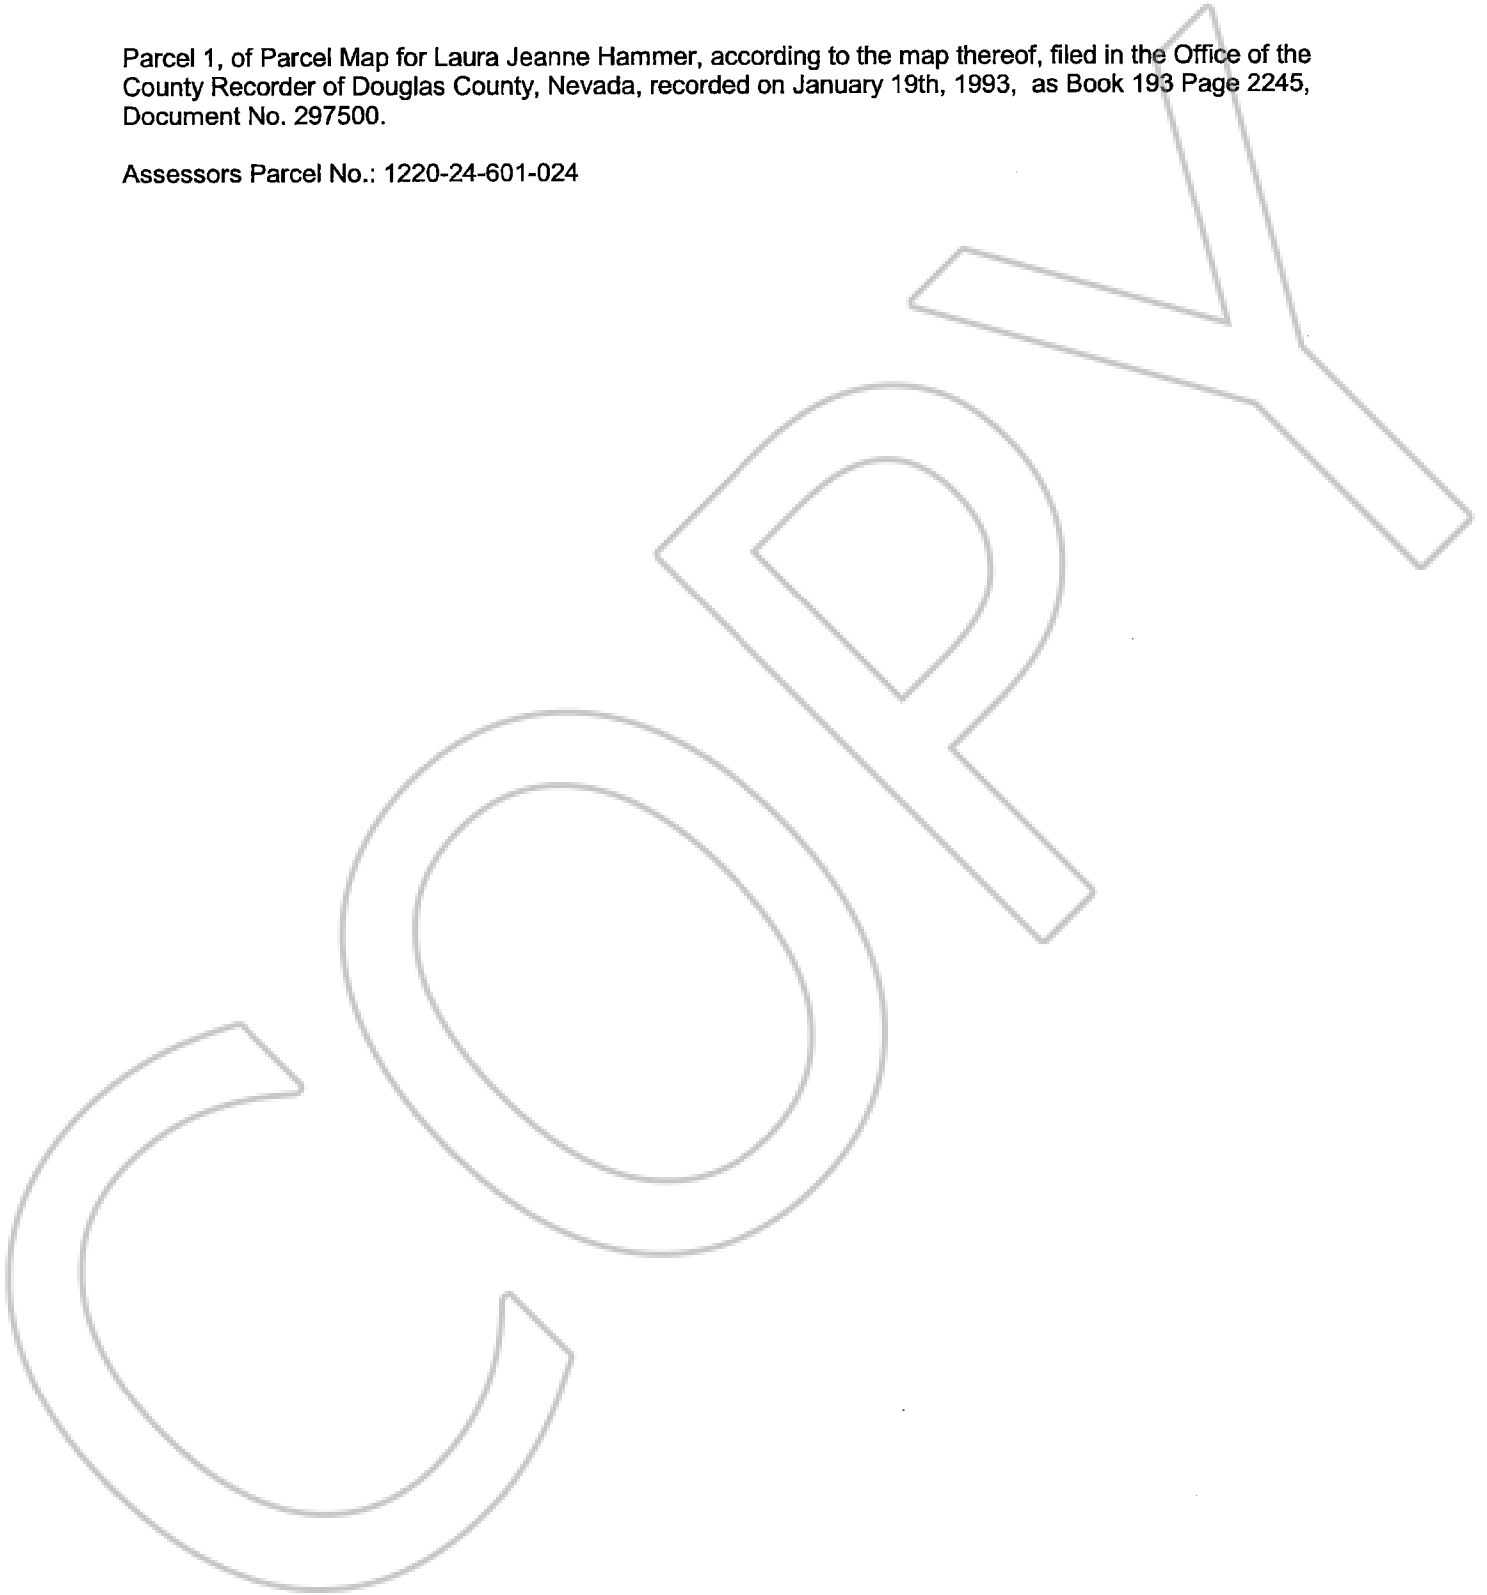 Parcel 1, of Parcel Map for Laura Jeanne Hammer, according to the map thereof, filed in the Office of the
County Recorder of Douglas County, Nevada, recorded on January 19th, 1993, as Book 193 Page 2245,
Document No. 297500.
Assessors Parcel No.: 1220-24-601-024
COPY